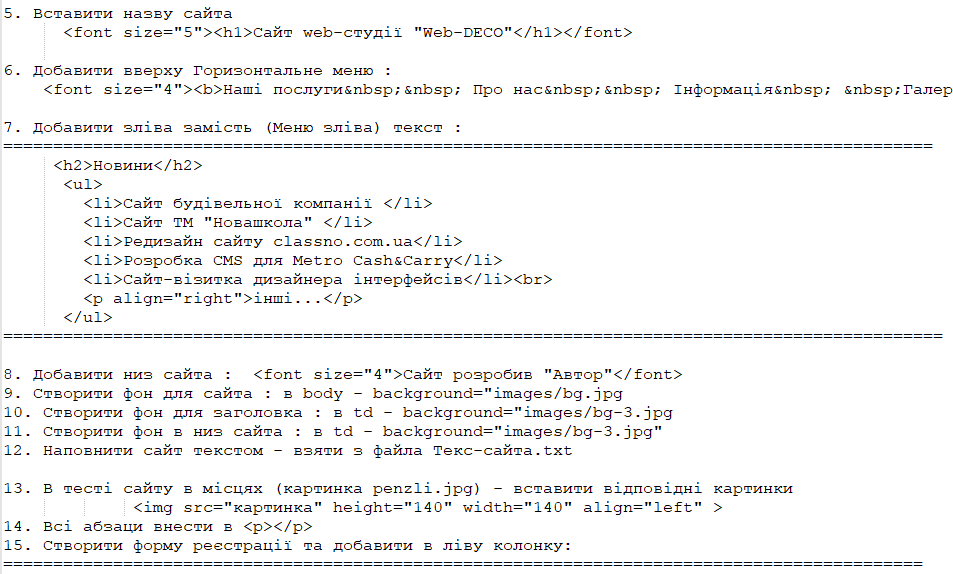 5. Вставити назву сайта
<font size="5"><h1>Сайт web-студії "Web-DECO"</h1></font>
6. Добавити вверху Горизонтальне меню :
<font size="4"><b>Наші послуги&nbsp;&nbsp; Про нас&nbsp;&nbsp; Інформація&nbsp; &nbsp;Галер
7. Добавити зліва замість (Меню зліва) текст :
=============================================================================================
<h2>Новини</h2>
<ul>
<li>Сайт будівельної компанії </li>
<li>Сайт ТМ "Новашкола" </li>
<li>Редизайн сайту classno.com.ua</li>
<li>Розробка CMS для Metro Cash&Carry</li>
<li>Сайт-візитка дизайнера інтерфейсів</li><br>
<p align="right">інші...</p>
</ul>
==============================================================================================
8. Добавити низ сайта :  <font size="4">Сайт розробив "Автор"</font>
9. Створити фон для сайта : в body - background="images/bg.jpg
10. Створити фон для заголовка : в td - background="images/bg-3.jpg
11. Створити фон в низ сайта : в td - background="images/bg-3.jpg"
12. Наповнити сайт текстом - взяти з файла Текс-сайта.txt
13. В тесті сайту в місцях (картинка penzli.jpg) - вставити відповідні картинки
<img src="картинка" height="140" width="140" align="left" >
14. Всі абзаци внести в <p></p>
15. Створити форму реєстрації та добавити в ліву колонку:
============================================================================================